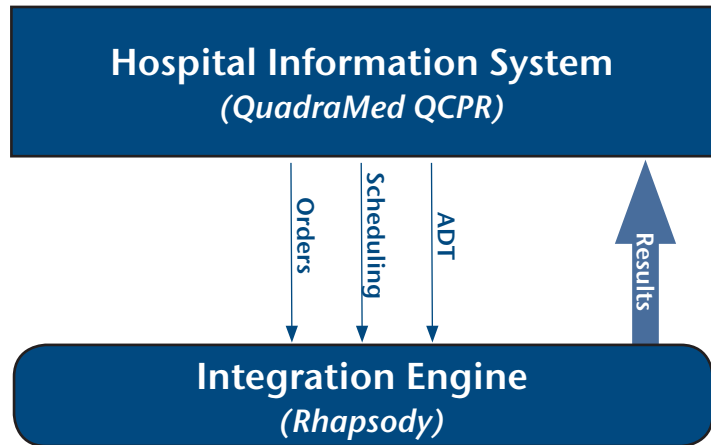 Hospital Information System
(QuadraMed QCPR)
Orders
Scheduling
ADT
Results
Integration Engine
(Rhapsody)